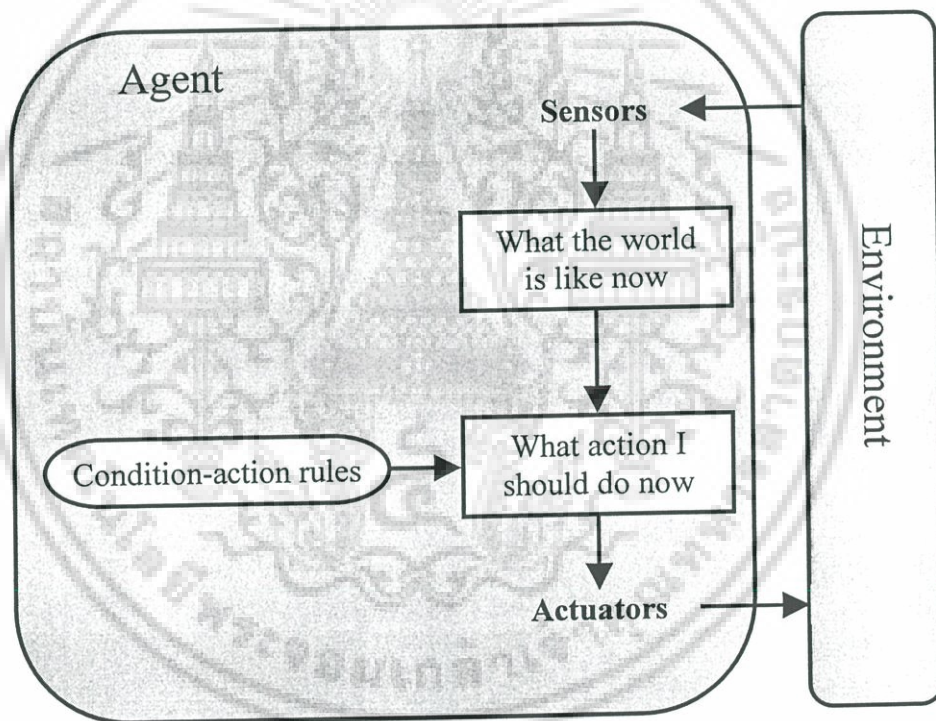 Agent
Sensors
What the world
is like now
Environment
What action I
should do now
Condition-action rules
Actuators